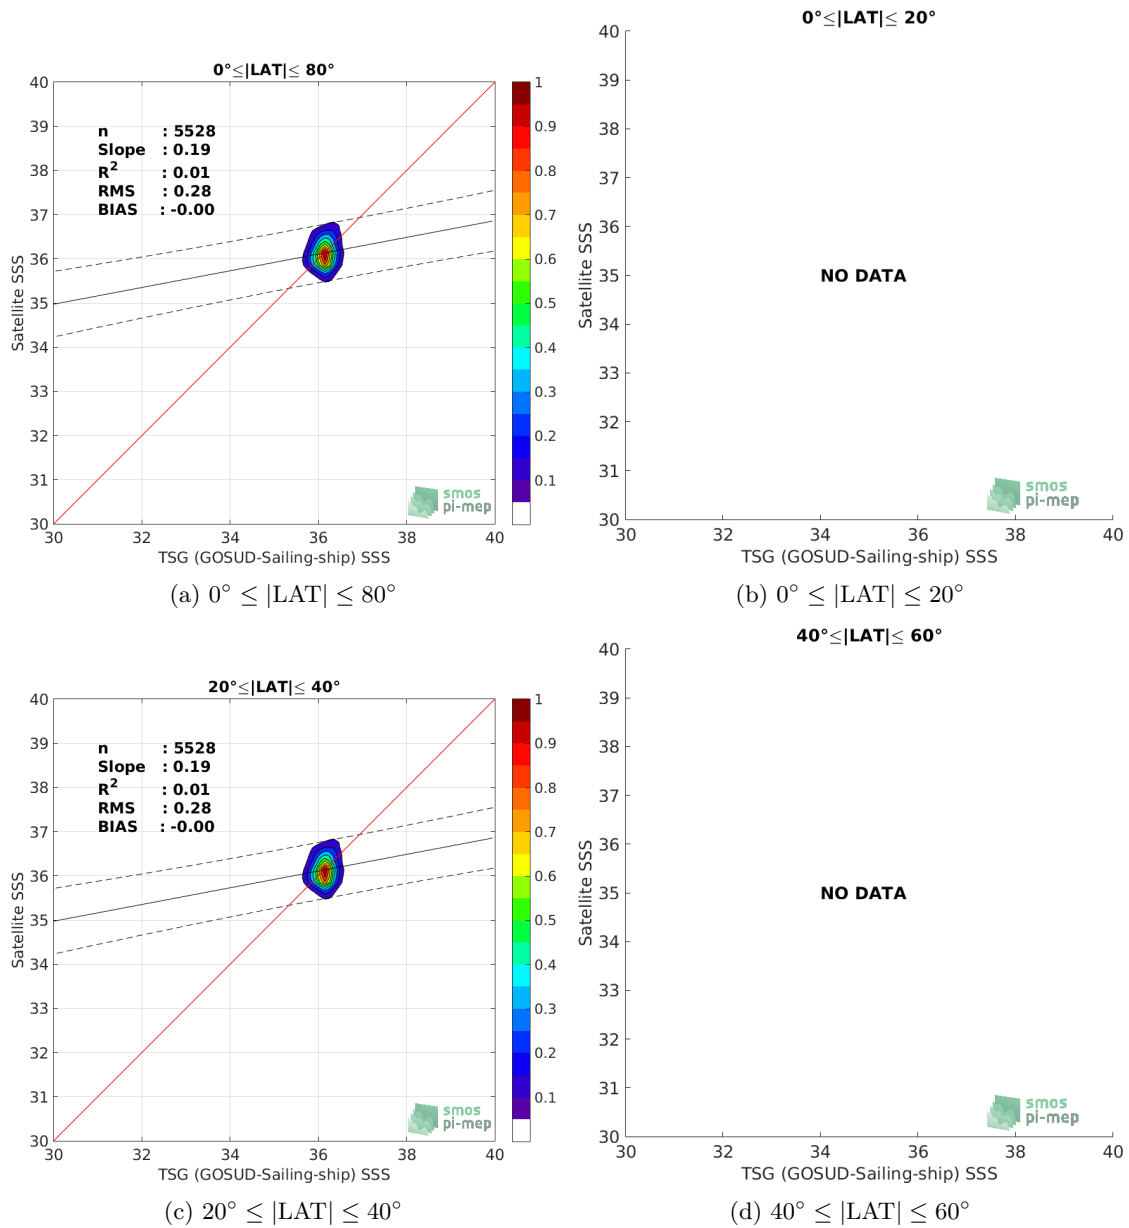 0°≤|LAT|≤ 80°
40
39
38
37
36
35
34
33
32
31
30
Satellite SSS
n : 5528
Slope : 0.19
R² : 0.01
RMS : 0.28
BIAS : -0.00
smos
pi-mep
30 32 34 36 38 40
TSG (GOSUD-Sailing-ship) SSS
1
0.9
0.8
0.7
0.6
0.5
0.4
0.3
0.2
0.1
(a) 0° ≤ |LAT| ≤ 80°
0°≤|LAT|≤ 20°
40
39
38
37
36
35
34
33
32
31
30
Satellite SSS
NO DATA
smos
pi-mep
30 32 34 36 38 40
TSG (GOSUD-Sailing-ship) SSS
(b) 0° ≤ |LAT| ≤ 20°
20°≤|LAT|≤ 40°
40
39
38
37
36
35
34
33
32
31
30
Satellite SSS
n : 5528
Slope : 0.19
R² : 0.01
RMS : 0.28
BIAS : -0.00
smos
pi-mep
30 32 34 36 38 40
TSG (GOSUD-Sailing-ship) SSS
1
0.9
0.8
0.7
0.6
0.5
0.4
0.3
0.2
0.1
(c) 20° ≤ |LAT| ≤ 40°
40°≤|LAT|≤ 60°
40
39
38
37
36
35
34
33
32
31
30
Satellite SSS
NO DATA
smos
pi-mep
30 32 34 36 38 40
TSG (GOSUD-Sailing-ship) SSS
(d) 40° ≤ |LAT| ≤ 60°